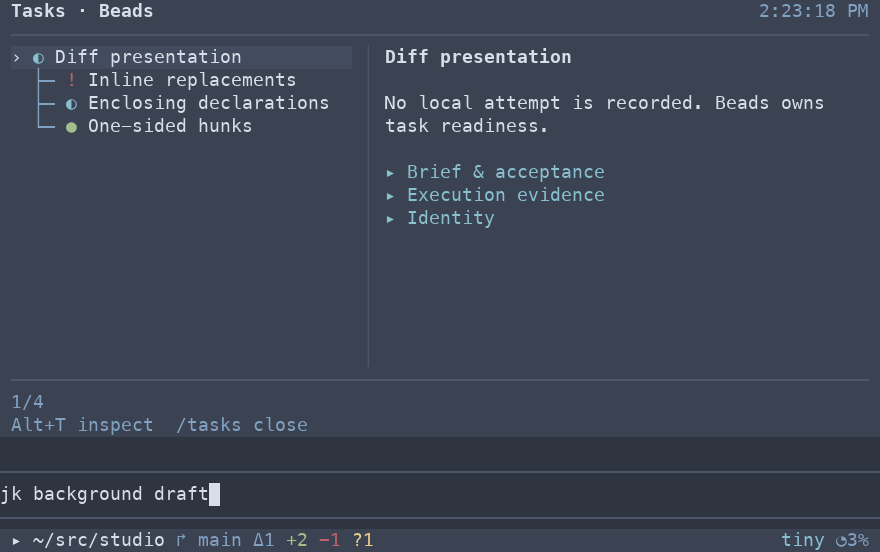 Tasks · Beads 2:23:18 PM
› ◐ Diff presentation
! Inline replacements
◐ Enclosing declarations
● One–sided hunks
Diff presentation
No local attempt is recorded. Beads owns
task readiness.
▸ Brief & acceptance
▸ Execution evidence
▸ Identity
1/4
Alt+T inspect /tasks close
jk background draft
▸ ~/src/studio ↱ main Δ1 +2 −1 ?1 tiny ◔3%